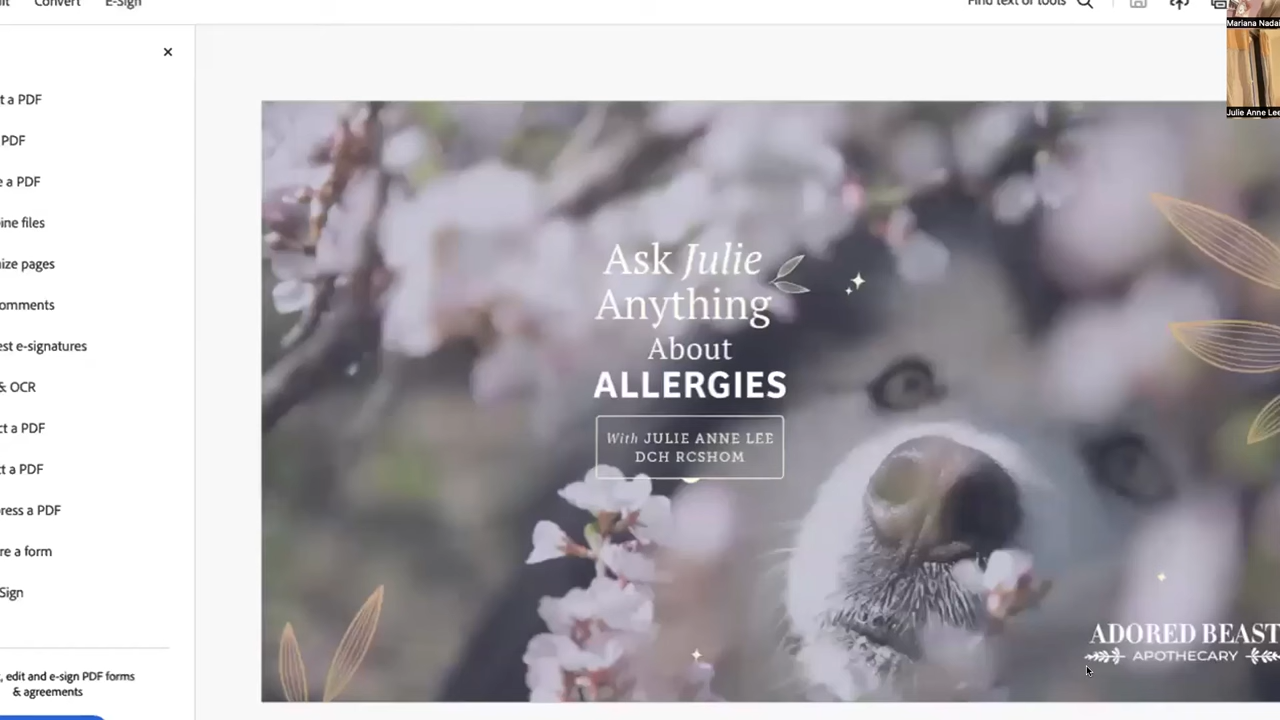 Convert
E-Sign
Find text or tools
Mariana Nadal
Julie Anne Lee
t a PDF
PDF
e a PDF
ine files
ize pages
omments
est e-signatures
& OCR
ct a PDF
t a PDF
ress a PDF
re a form
Sign
, edit and e-sign PDF forms
& agreements
Ask Julie
Anything
About
ALLERGIES
With JULIE ANNE LEE
DCH RCSHOM
ADORED BEAST
APOTHECARY